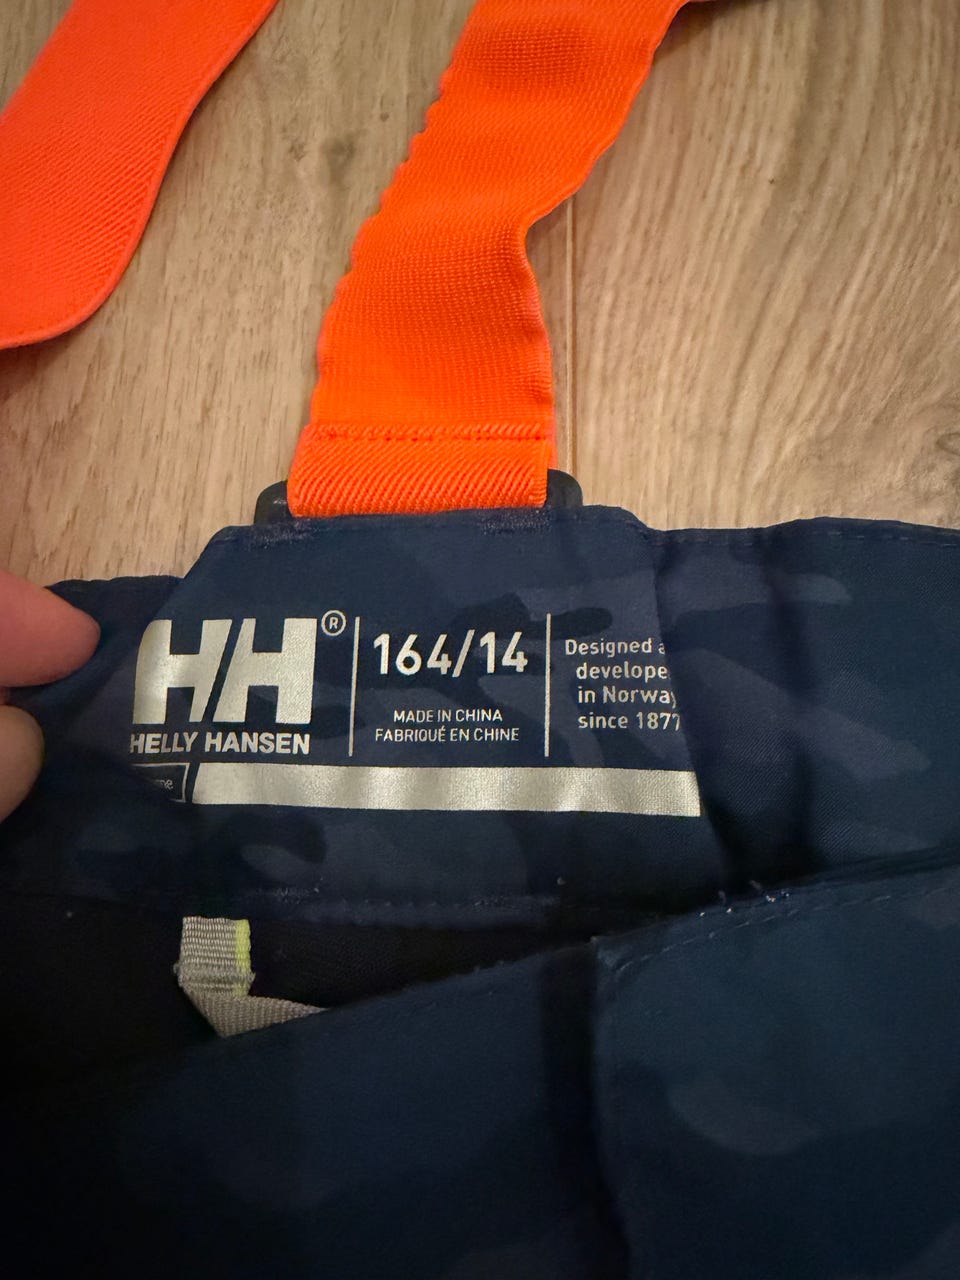 HH®
HELLY HANSEN
164/14
MADE IN CHINA
FABRIQUÉ EN CHINE
Designed
develope
in Norway
since 1877